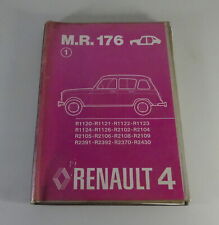 M.R. 176
1
R1120-R1121-R1122-R1123
R1124-R1126-R2102-R2104
R2105-R2106-R2108-R2109
R2391-R2392-R2370-R2430
RENAULT 4